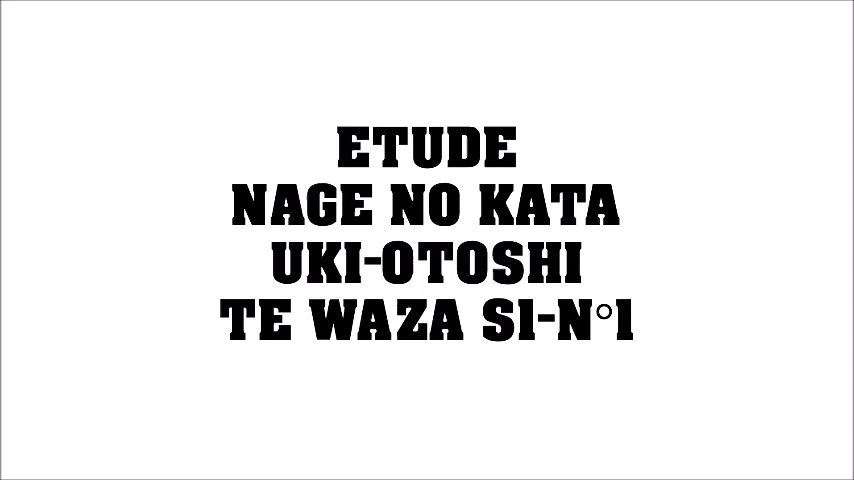 ETUDE
NAGE NO KATA
UKI-OTOSHI
TE WAZA S1-N°1